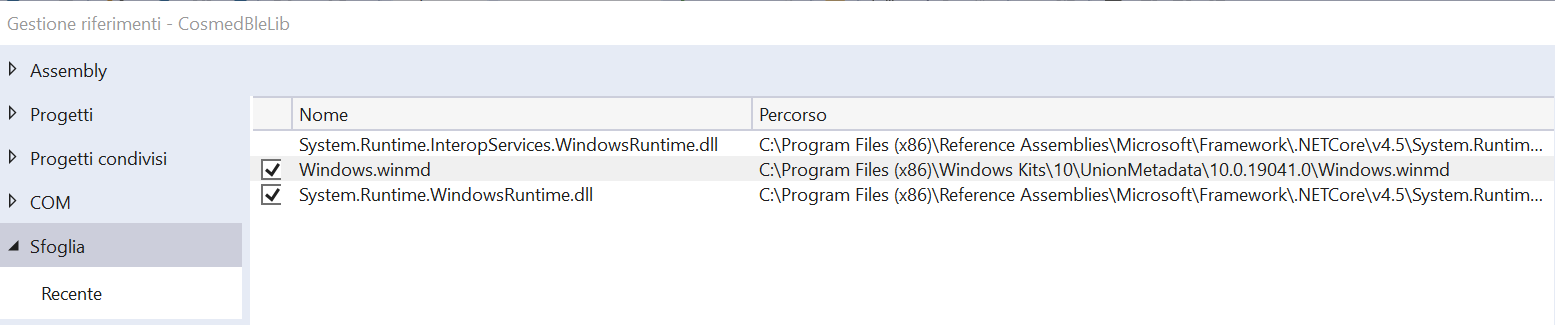 Gestione riferimenti - CosmedBleLib
Assembly
Progetti
Progetti condivisi
COM
Sfoglia
Recente
Nome Percorso
System.Runtime.InteropServices.WindowsRuntime.dll C:\Program Files (x86)\Reference Assemblies\Microsoft\Framework\.NETCore\v4.5\System.Runtim...
Windows.winmd C:\Program Files (x86)\Windows Kits\10\UnionMetadata\10.0.19041.0\Windows.winmd
System.Runtime.WindowsRuntime.dll C:\Program Files (x86)\Reference Assemblies\Microsoft\Framework\.NETCore\v4.5\System.Runtim...